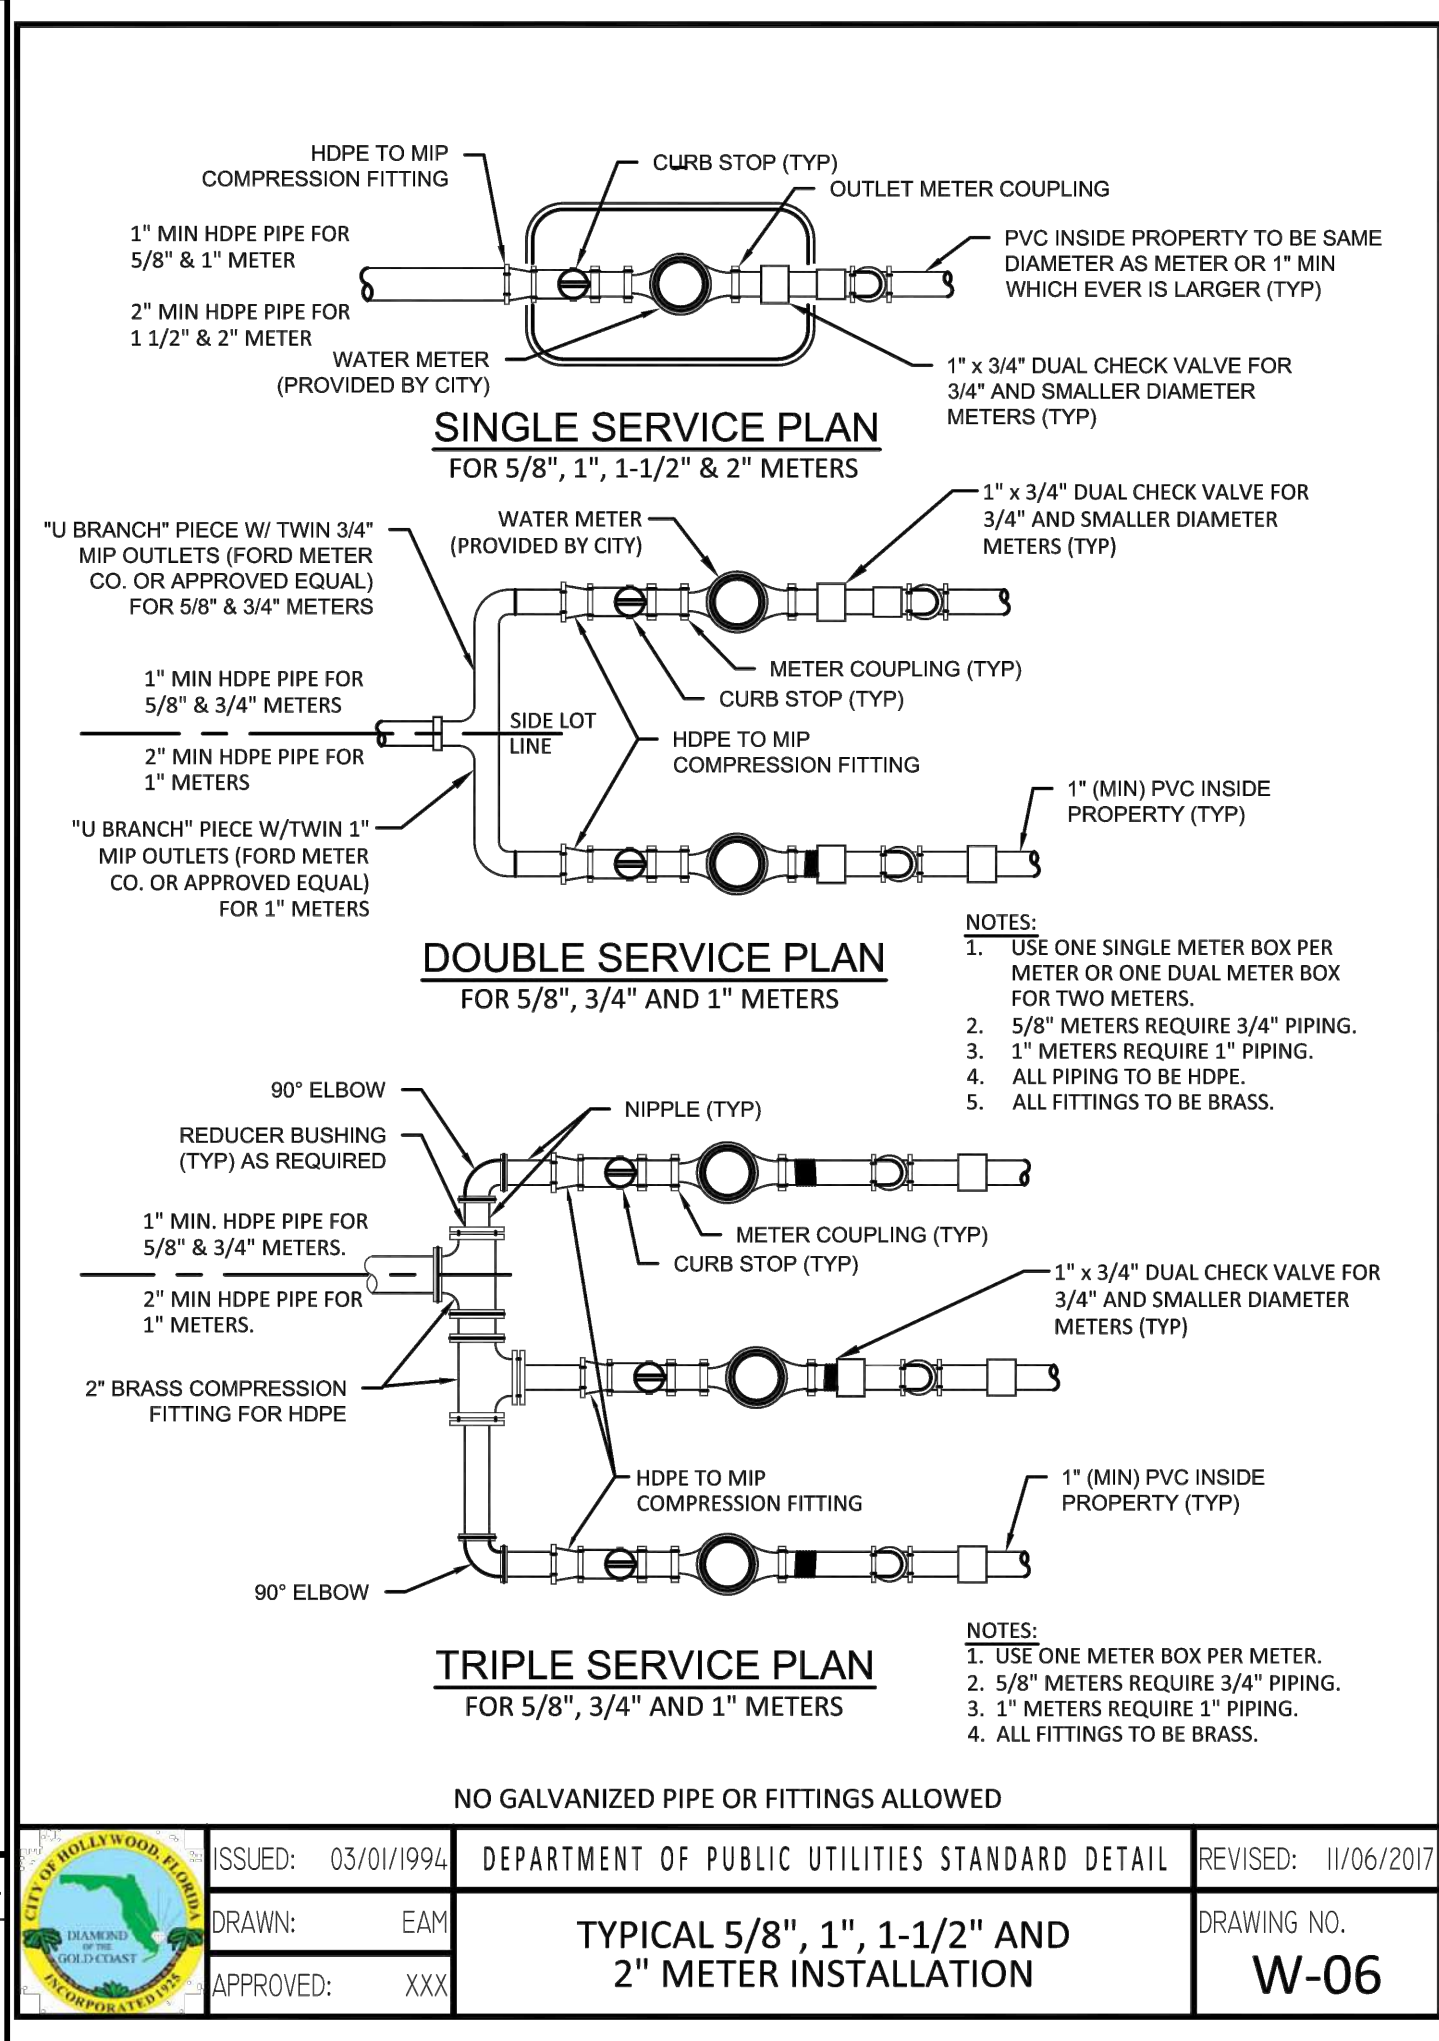 HDPE TO MIP
COMPRESSION FITTING
CURB STOP (TYP)
OUTLET METER COUPLING
1" MIN HDPE PIPE FOR
5/8" & 1" METER
PVC INSIDE PROPERTY TO BE SAME
DIAMETER AS METER OR 1" MIN
WHICH EVER IS LARGER (TYP)
2" MIN HDPE PIPE FOR
1 1/2" & 2" METER
WATER METER
(PROVIDED BY CITY)
1" x 3/4" DUAL CHECK VALVE FOR
3/4" AND SMALLER DIAMETER
METERS (TYP)
SINGLE SERVICE PLAN
FOR 5/8", 1", 1-1/2" & 2" METERS
"U BRANCH" PIECE W/ TWIN 3/4"
MIP OUTLETS (FORD METER
CO. OR APPROVED EQUAL)
FOR 5/8" & 3/4" METERS
WATER METER
(PROVIDED BY CITY)
1" x 3/4" DUAL CHECK VALVE FOR
3/4" AND SMALLER DIAMETER
METERS (TYP)
METER COUPLING (TYP)
CURB STOP (TYP)
1" MIN HDPE PIPE FOR
5/8" & 3/4" METERS
SIDE LOT
LINE
2" MIN HDPE PIPE FOR
1" METERS
HDPE TO MIP
COMPRESSION FITTING
1" (MIN) PVC INSIDE
PROPERTY (TYP)
"U BRANCH" PIECE W/TWIN 1"
MIP OUTLETS (FORD METER
CO. OR APPROVED EQUAL)
FOR 1" METERS
DOUBLE SERVICE PLAN
FOR 5/8", 3/4" AND 1" METERS
NOTES:
1. USE ONE SINGLE METER BOX PER
METER OR ONE DUAL METER BOX
FOR TWO METERS.
2. 5/8" METERS REQUIRE 3/4" PIPING.
3. 1" METERS REQUIRE 1" PIPING.
4. ALL PIPING TO BE HDPE.
5. ALL FITTINGS TO BE BRASS.
90° ELBOW
NIPPLE (TYP)
REDUCER BUSHING
(TYP) AS REQUIRED
1" MIN. HDPE PIPE FOR
5/8" & 3/4" METERS.
METER COUPLING (TYP)
CURB STOP (TYP)
2" MIN HDPE PIPE FOR
1" METERS.
1" x 3/4" DUAL CHECK VALVE FOR
3/4" AND SMALLER DIAMETER
METERS (TYP)
2" BRASS COMPRESSION
FITTING FOR HDPE
HDPE TO MIP
COMPRESSION FITTING
1" (MIN) PVC INSIDE
PROPERTY (TYP)
90° ELBOW
TRIPLE SERVICE PLAN
FOR 5/8", 3/4" AND 1" METERS
NOTES:
1. USE ONE METER BOX PER METER.
2. 5/8" METERS REQUIRE 3/4" PIPING.
3. 1" METERS REQUIRE 1" PIPING.
4. ALL FITTINGS TO BE BRASS.
NO GALVANIZED PIPE OR FITTINGS ALLOWED
CITY OF HOLLYWOOD, FLORIDA
DIAMOND
OF THE
GOLD COAST
INCORPORATED 1925
ISSUED: 03/01/1994
DRAWN: EAM
APPROVED: XXX
DEPARTMENT OF PUBLIC UTILITIES STANDARD DETAIL
TYPICAL 5/8", 1", 1-1/2" AND
2" METER INSTALLATION
REVISED: 11/06/2017
DRAWING NO.
W-06